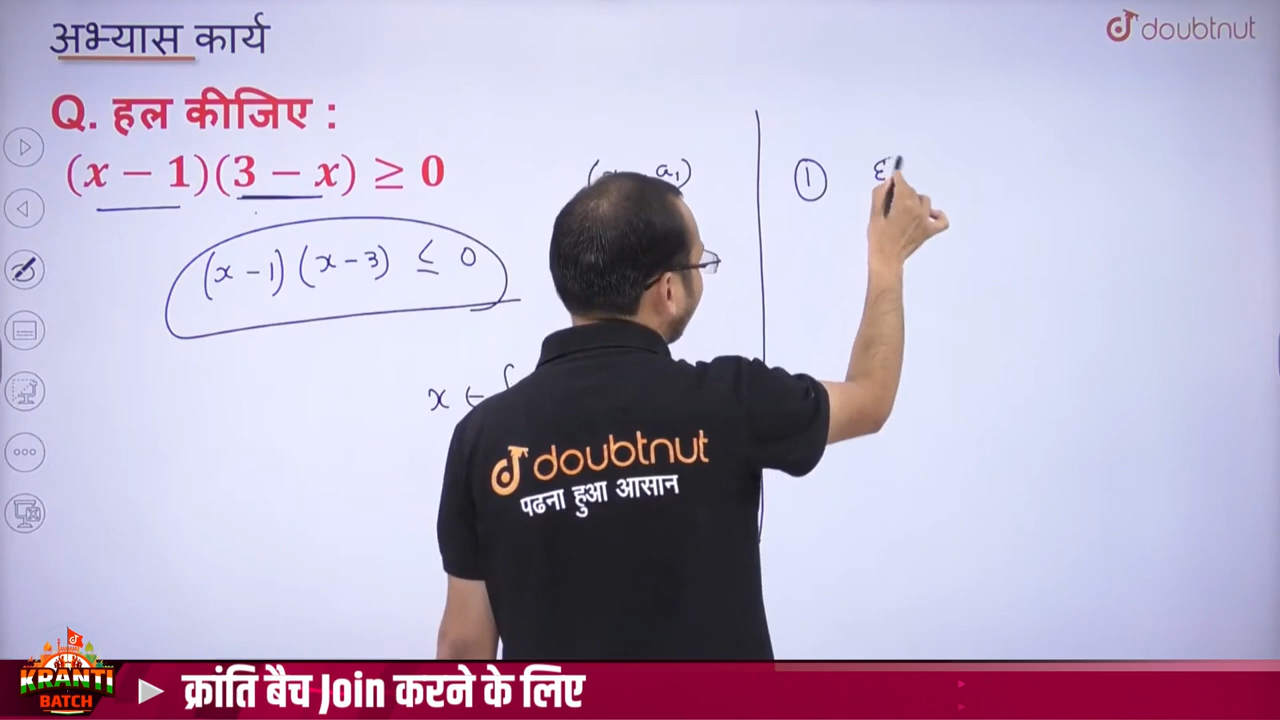 अभ्यास कार्य
doubtnut
Q. हल कीजिए :
(x − 1)(3 − x) ≥ 0
(x − 1) (x − 3) ≤ 0
a₁)
①
x
doubtnut
पढना हुआ आसान
KRANTI
BATCH
क्रांति बैच Join करने के लिए